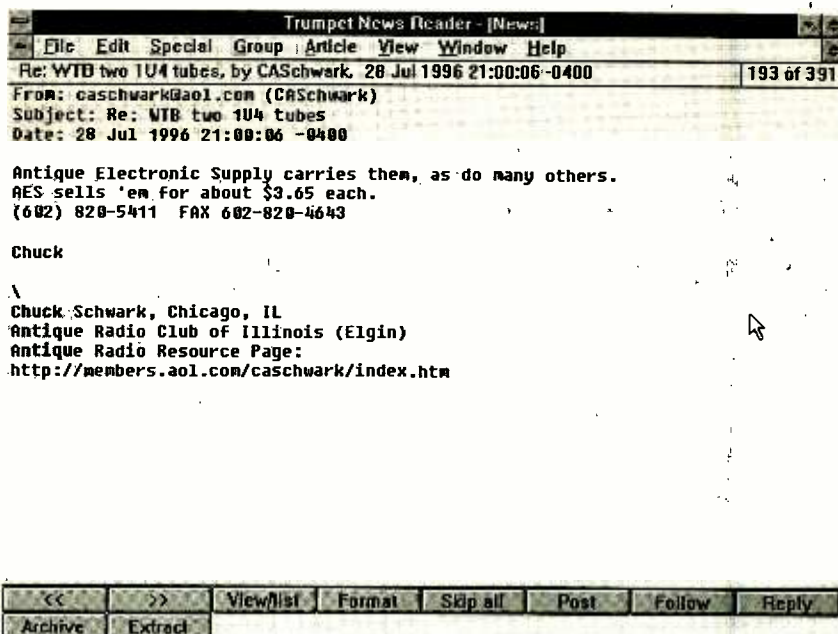 Trumpet News Reader - [News]
File Edit Special Group Article View Window Help
Re: WTB two 1U4 tubes, by CASchwark, 28 Jul 1996 21:00:06 -0400 193 of 391
From: caschwark@aol.com (CASchwark)
Subject: Re: WTB two 1U4 tubes
Date: 28 Jul 1996 21:00:06 -0400
Antique Electronic Supply carries them, as do many others.
AES sells 'em for about $3.65 each.
(602) 820-5411 FAX 602-820-4643
Chuck
\
Chuck Schwark, Chicago, IL
Antique Radio Club of Illinois (Elgin)
Antique Radio Resource Page:
http://members.aol.com/caschwark/index.htm
<< >> View/list Format Skip all Post Follow Reply
Archive Extract